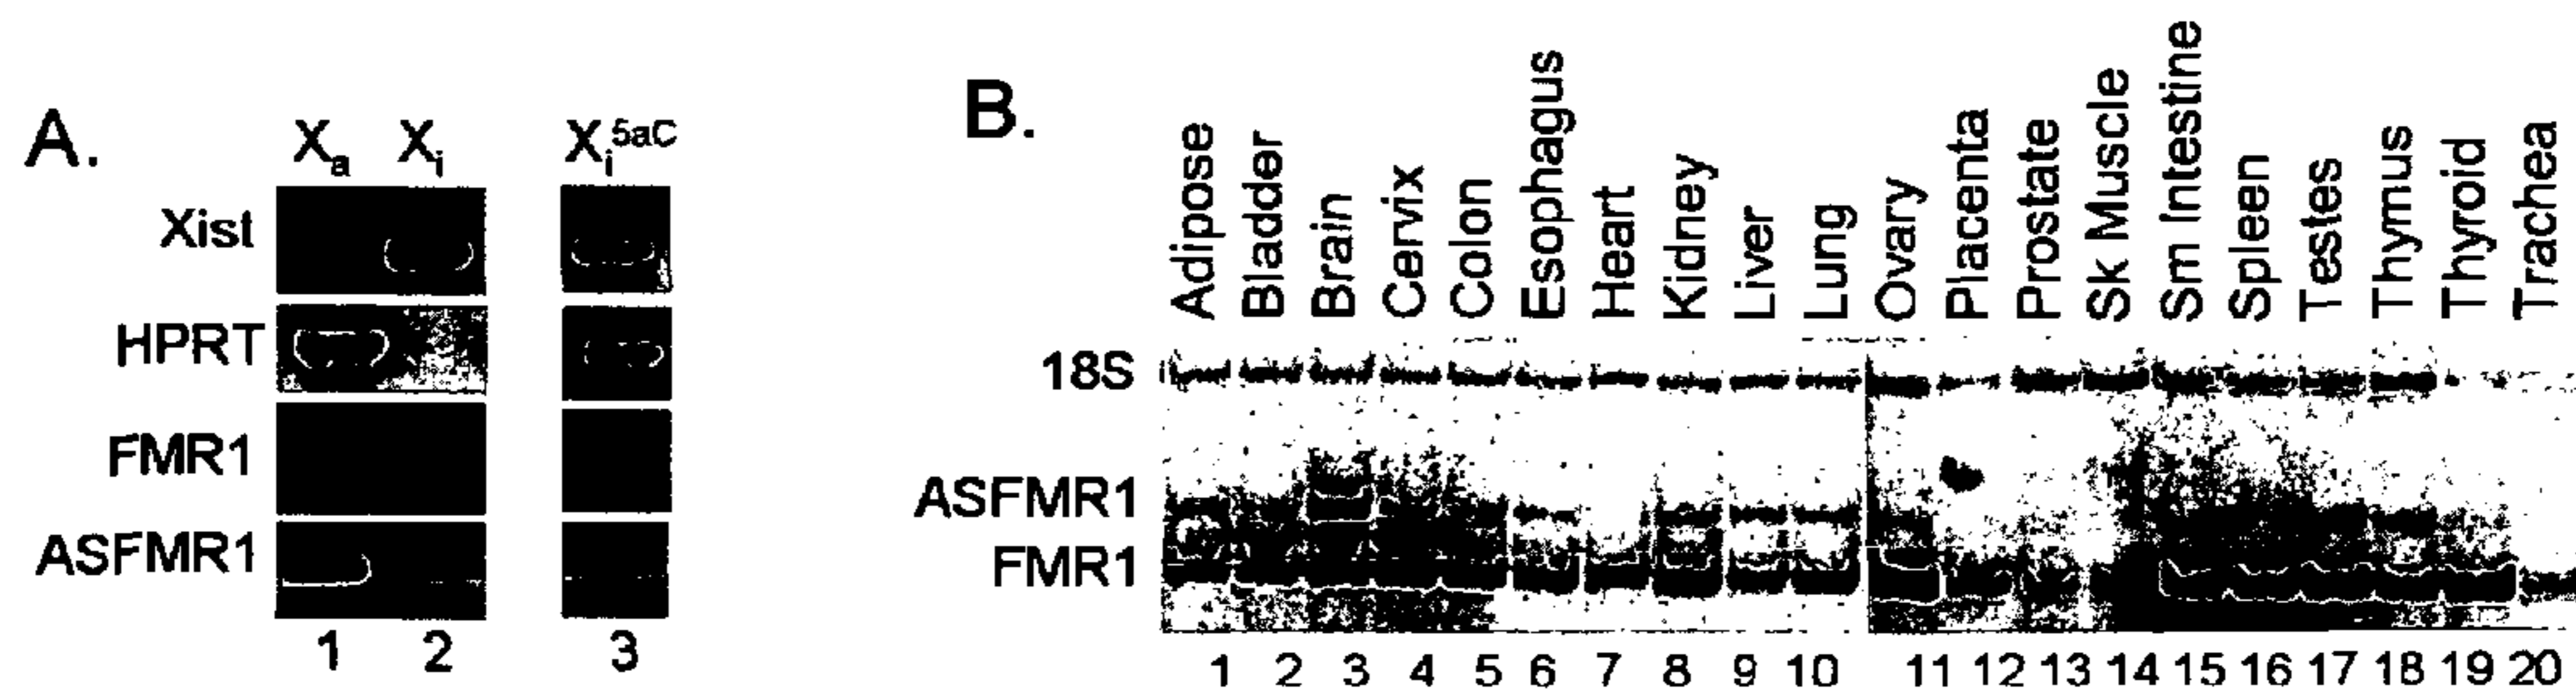 A.
Xa Xi Xi5aC
Xist
HPRT
FMR1
ASFMR1
1 2 3
B.
Adipose
Bladder
Brain
Cervix
Colon
Esophagus
Heart
Kidney
Liver
Lung
Ovary
Placenta
Prostate
Sk Muscle
Sm Intestine
Spleen
Testes
Thymus
Thyroid
Trachea
18S
ASFMR1
FMR1
1 2 3 4 5 6 7 8 9 10 11 12 13 14 15 16 17 18 19 20